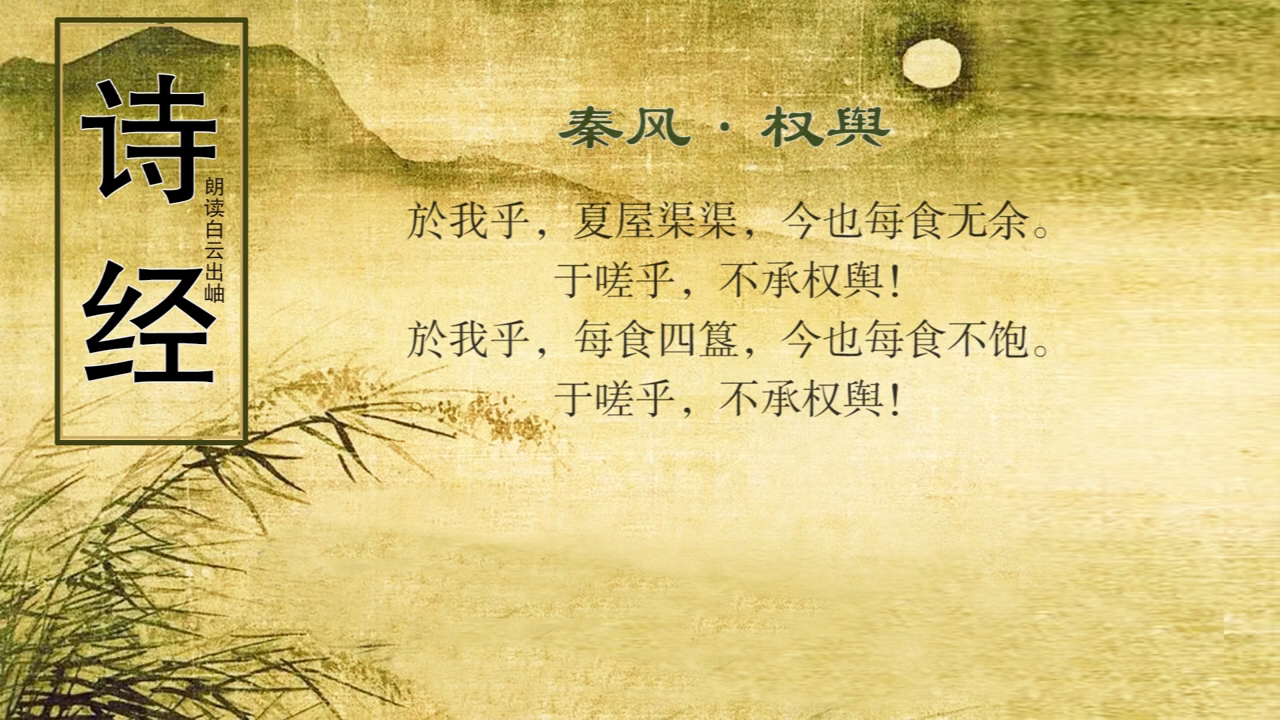 诗经
朗读白云出岫
秦风·权舆
於我乎，夏屋渠渠，今也每食无余。
于嗟乎，不承权舆！
於我乎，每食四簋，今也每食不饱。
于嗟乎，不承权舆！